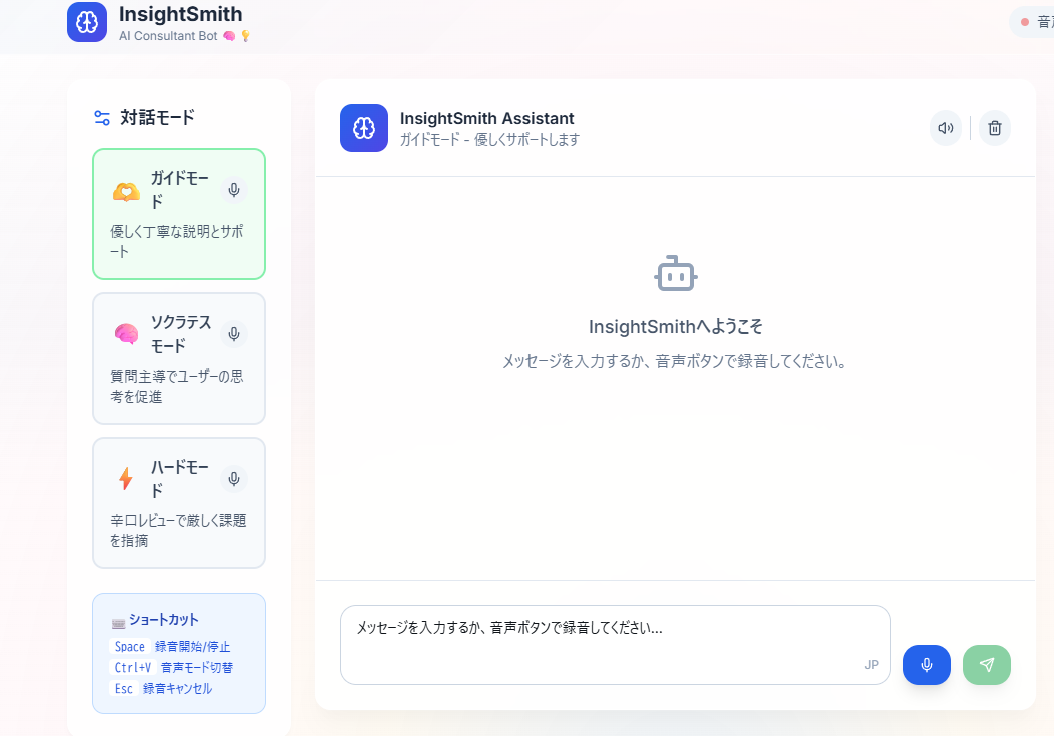 InsightSmith
AI Consultant Bot
対話モード
ガイドモー
ド
優しく丁寧な説明とサポ
ート
ソクラテス
モード
質問主導でユーザーの思
考を促進
ハードモー
ド
辛口レビューで厳しく課題
を指摘
ショートカット
Space 録音開始/停止
Ctrl+V 音声モード切替
Esc 録音キャンセル
InsightSmith Assistant
ガイドモード - 優しくサポートします
InsightSmithへようこそ
メッセージを入力するか、音声ボタンで録音してください。
メッセージを入力するか、音声ボタンで録音してください...
JP